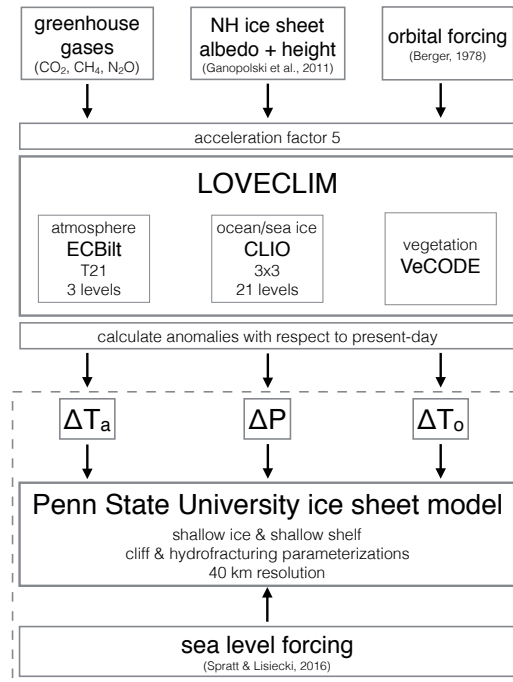 greenhouse
gases
(CO₂, CH₄, N₂O)
NH ice sheet
albedo + height
(Ganopolski et al., 2011)
orbital forcing
(Berger, 1978)
acceleration factor 5
LOVECLIM
atmosphere
ECBilt
T21
3 levels
ocean/sea ice
CLIO
3x3
21 levels
vegetation
VeCODE
calculate anomalies with respect to present-day
ΔTₐ
ΔP
ΔTₒ
Penn State University ice sheet model
shallow ice & shallow shelf
cliff & hydrofracturing parameterizations
40 km resolution
sea level forcing
(Spratt & Lisiecki, 2016)